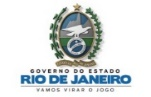 GOVERNO DO ESTADO
RIO DE JANEIRO
VAMOS VIRAR O JOGO